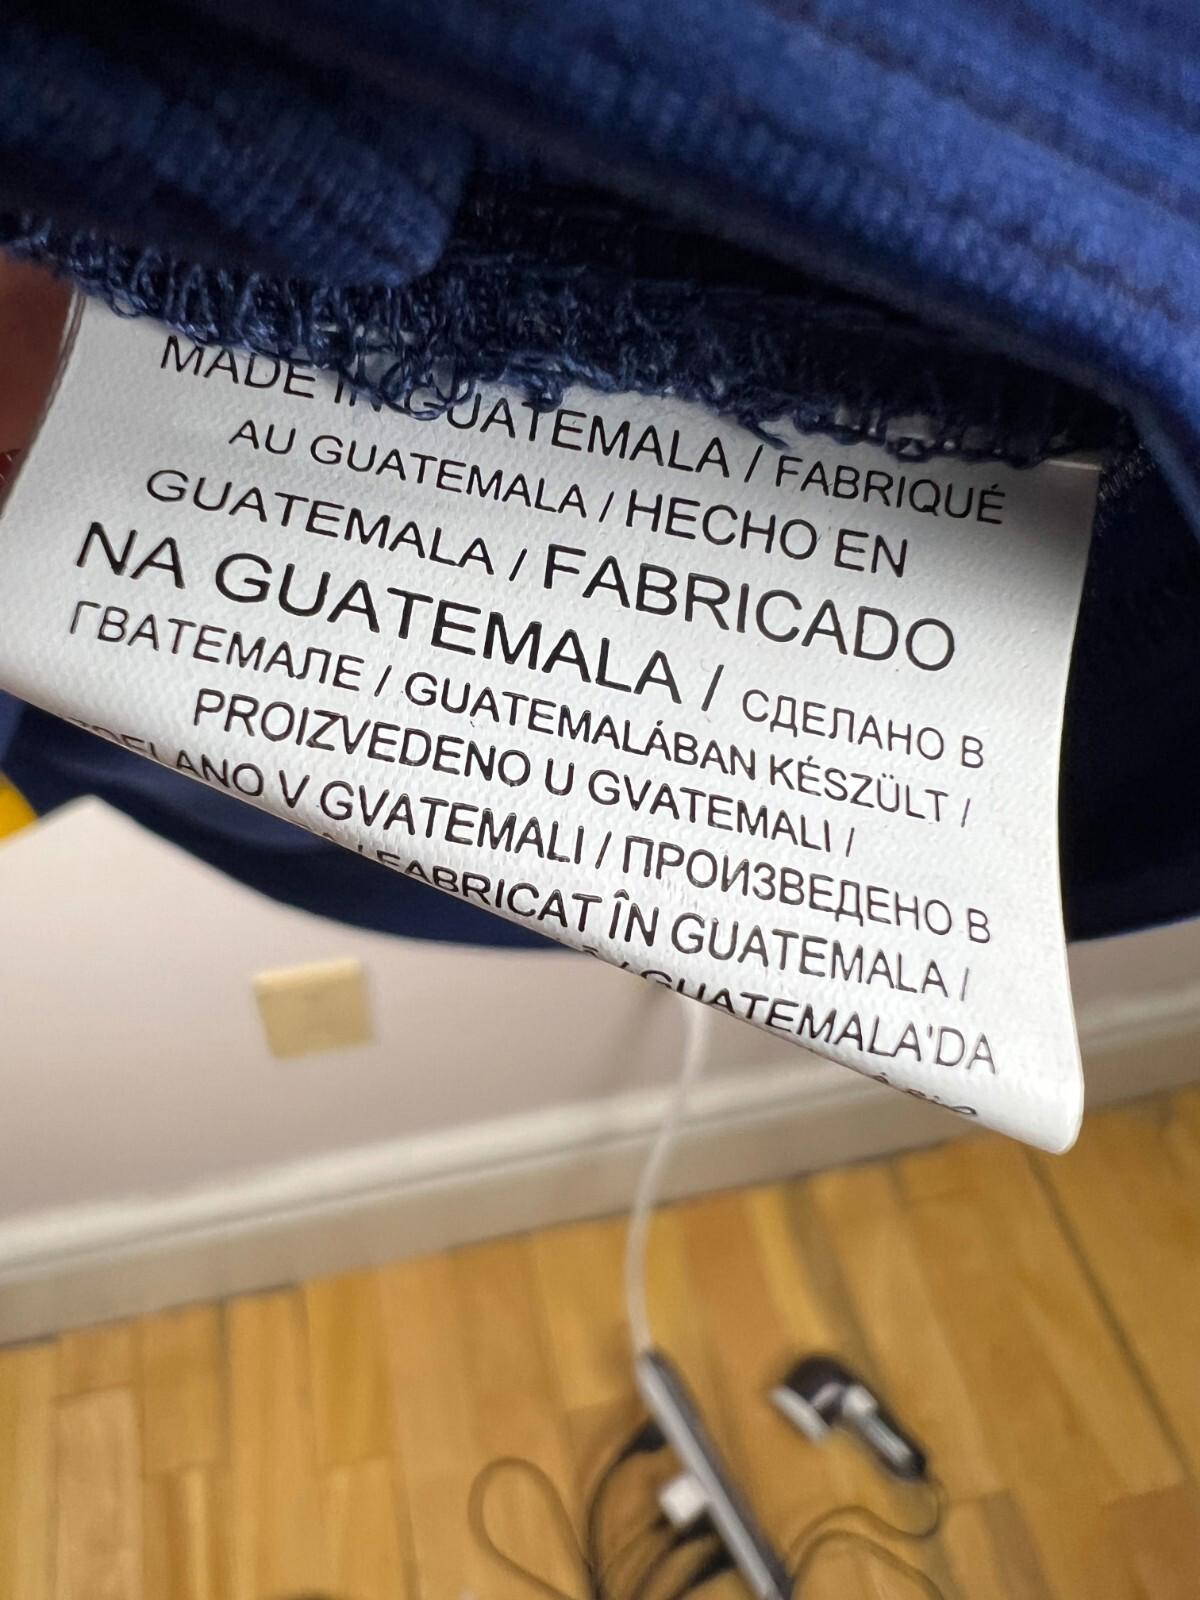 MADE IN GUATEMALA / FABRIQUÉ
AU GUATEMALA / HECHO EN
GUATEMALA / FABRICADO
NA GUATEMALA / СДЕЛАНО В
ГВАТЕМАЛЕ / GUATEMALÁBAN KÉSZÜLT /
PROIZVEDENO U GVATEMALI /
V GVATEMALI / ПРОИЗВЕДЕНО В
/ FABRICAT ÎN GUATEMALA /
/ GUATEMALA'DA